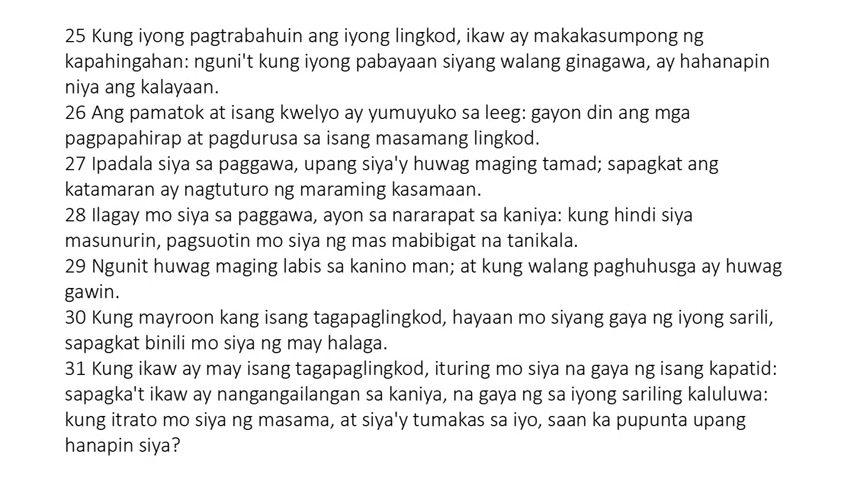 25 Kung iyong pagtrabahuin ang iyong lingkod, ikaw ay makakasumpong ng
kapahingahan: nguni't kung iyong pabayaan siyang walang ginagawa, ay hahanapin
niya ang kalayaan.
26 Ang pamatok at isang kwelyo ay yumuyuko sa leeg: gayon din ang mga
pagpapahirap at pagdurusa sa isang masamang lingkod.
27 Ipadala siya sa paggawa, upang siya'y huwag maging tamad; sapagkat ang
katamaran ay nagtuturo ng maraming kasamaan.
28 Ilagay mo siya sa paggawa, ayon sa nararapat sa kaniya: kung hindi siya
masunurin, pagsuotin mo siya ng mas mabibigat na tanikala.
29 Ngunit huwag maging labis sa kanino man; at kung walang paghuhusga ay huwag
gawin.
30 Kung mayroon kang isang tagapaglingkod, hayaan mo siyang gaya ng iyong sarili,
sapagkat binili mo siya ng may halaga.
31 Kung ikaw ay may isang tagapaglingkod, ituring mo siya na gaya ng isang kapatid:
sapagka't ikaw ay nangangailangan sa kaniya, na gaya ng sa iyong sariling kaluluwa:
kung itrato mo siya ng masama, at siya'y tumakas sa iyo, saan ka pupunta upang
hanapin siya?